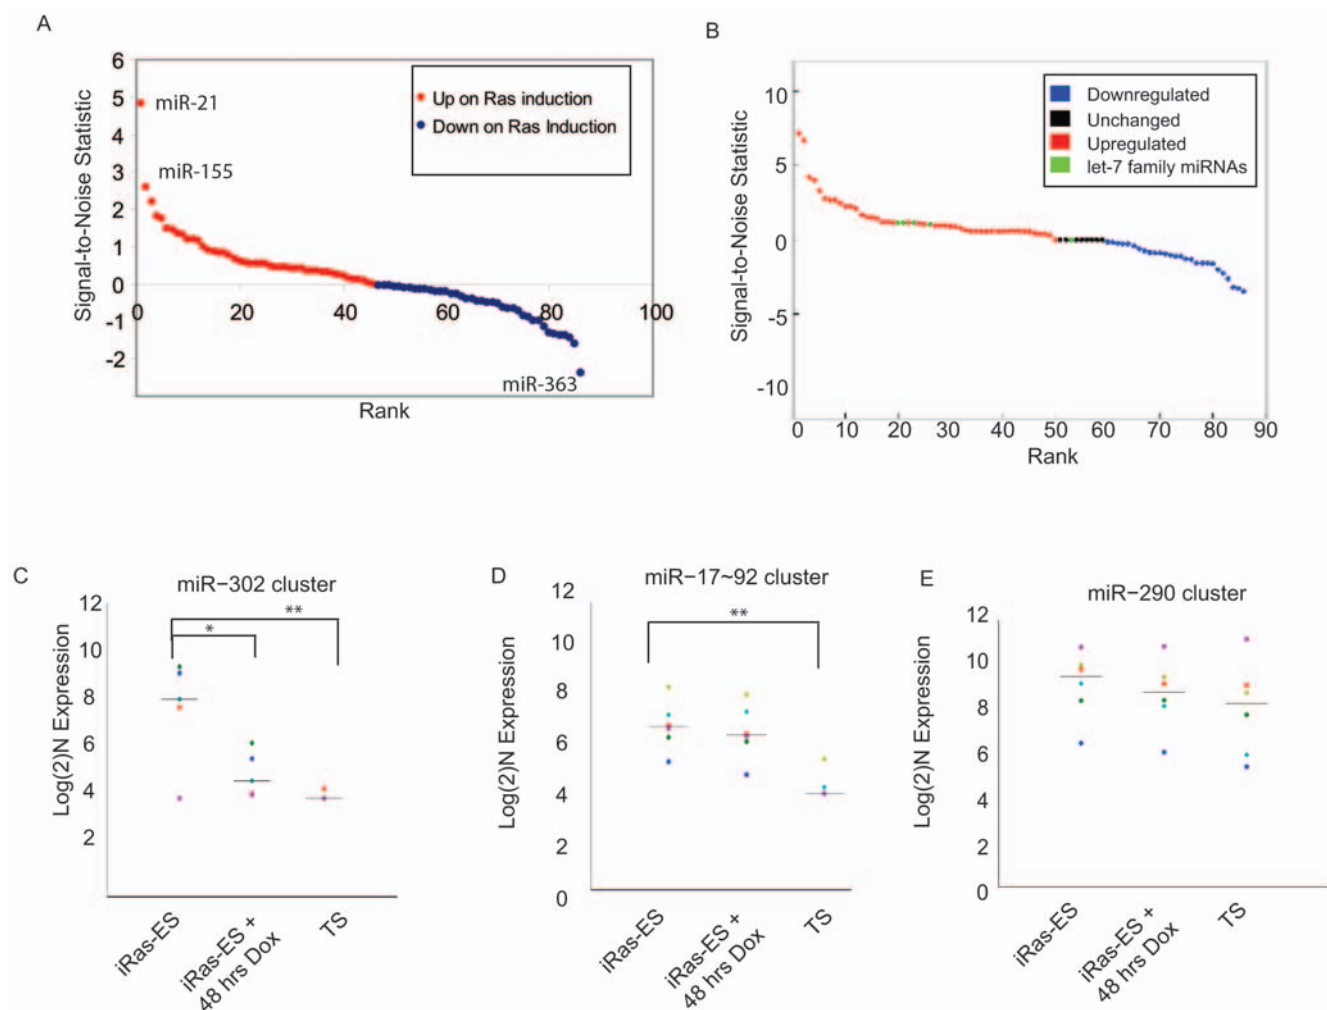 A
Signal-to-Noise Statistic
6
5
4
3
2
1
0
-1
-2
miR-21
miR-155
miR-363
Up on Ras induction
Down on Ras Induction
0 20 40 60 80 100
Rank
B
Signal-to-Noise Statistic
10
5
0
-5
-10
Downregulated
Unchanged
Upregulated
let-7 family miRNAs
0 10 20 30 40 50 60 70 80 90
Rank
C
miR−302 cluster
Log(2)N Expression
12
10
8
6
4
2
*
**
iRas-ES
iRas-ES +
48 hrs Dox
TS
D
miR−17~92 cluster
Log(2)N Expression
12
10
8
6
4
2
0
**
iRas-ES
iRas-ES +
48 hrs Dox
TS
E
miR−290 cluster
Log(2)N Expression
12
10
8
6
4
2
0
iRas-ES
iRas-ES +
48 hrs Dox
TS